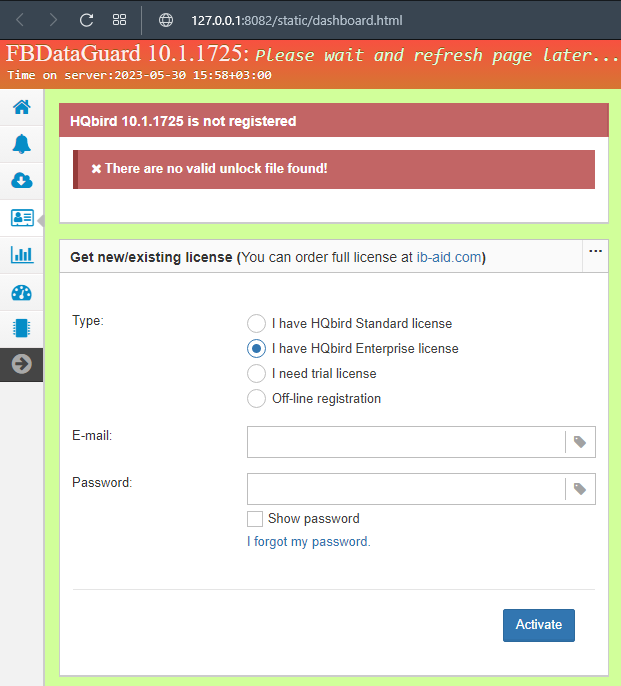 127.0.0.1:8082/static/dashboard.html
FBDataGuard 10.1.1725: Please wait and refresh page later...
Time on server:2023-05-30 15:58+03:00
HQbird 10.1.1725 is not registered
✖ There are no valid unlock file found!
Get new/existing license (You can order full license at ib-aid.com)
...
Type:
I have HQbird Standard license
I have HQbird Enterprise license
I need trial license
Off-line registration
E-mail:
Password:
Show password
I forgot my password.
Activate